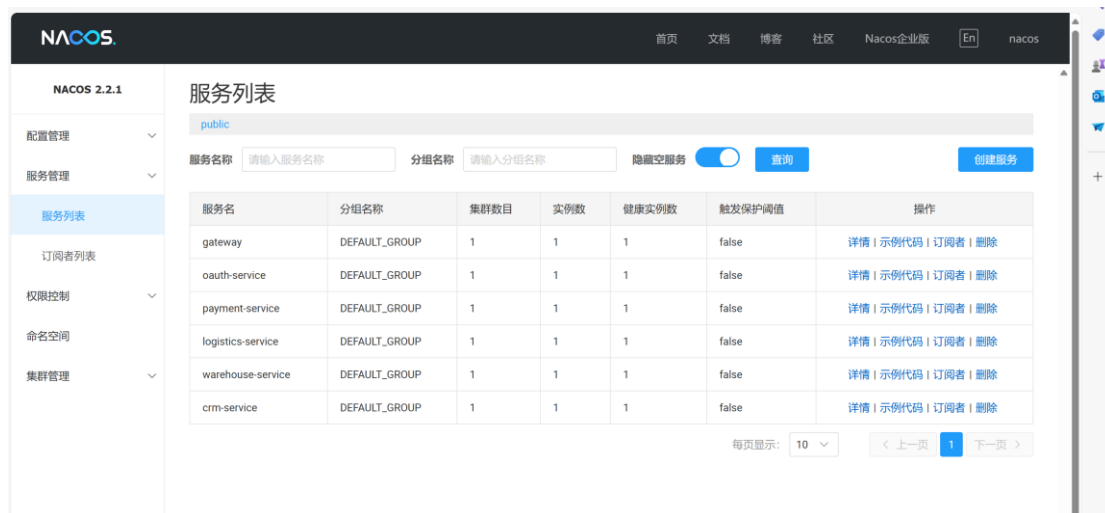 NACOS. 首页 文档 博客 社区 Nacos企业版 En nacos
NACOS 2.2.1
配置管理
服务管理
服务列表
订阅者列表
权限控制
命名空间
集群管理
服务列表
public
服务名称 请输入服务名称 分组名称 请输入分组名称 隐藏空服务 查询 创建服务
服务名 分组名称 集群数目 实例数 健康实例数 触发保护阈值 操作
gateway DEFAULT_GROUP 1 1 1 false 详情 | 示例代码 | 订阅者 | 删除
oauth-service DEFAULT_GROUP 1 1 1 false 详情 | 示例代码 | 订阅者 | 删除
payment-service DEFAULT_GROUP 1 1 1 false 详情 | 示例代码 | 订阅者 | 删除
logistics-service DEFAULT_GROUP 1 1 1 false 详情 | 示例代码 | 订阅者 | 删除
warehouse-service DEFAULT_GROUP 1 1 1 false 详情 | 示例代码 | 订阅者 | 删除
crm-service DEFAULT_GROUP 1 1 1 false 详情 | 示例代码 | 订阅者 | 删除
每页显示: 10 < 上一页 1 下一页 >